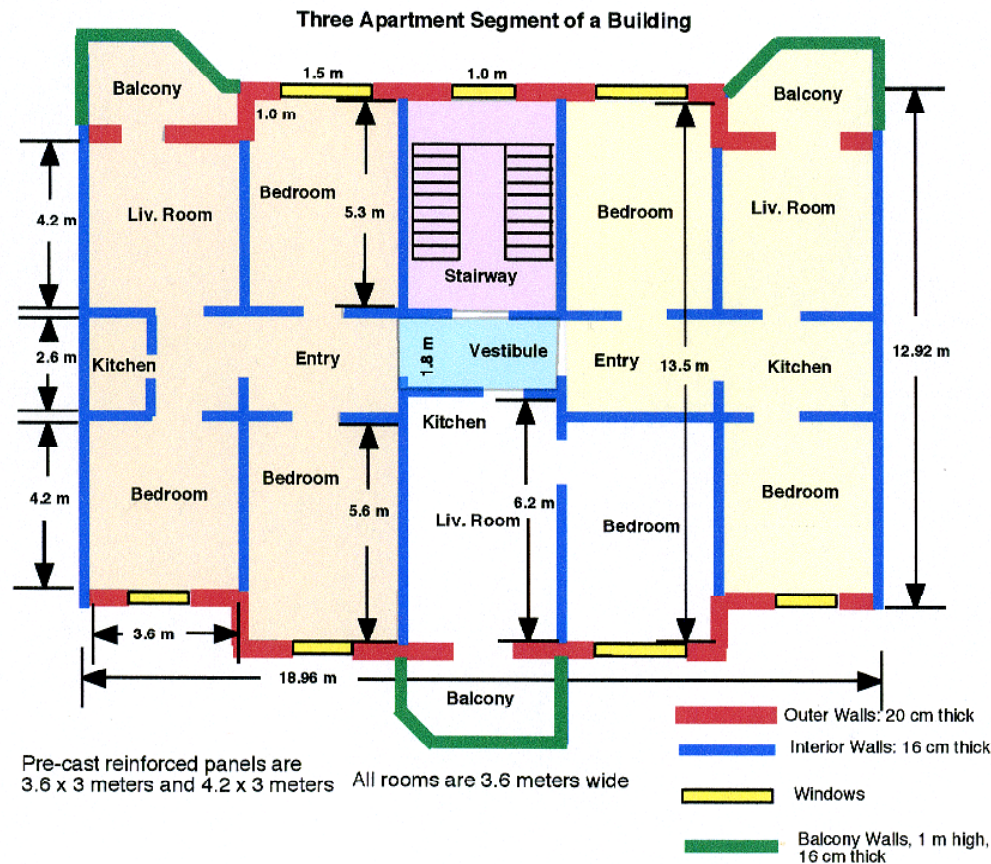 Three Apartment Segment of a Building
1.5 m
1.0 m
Balcony
Balcony
1.0 m
Bedroom
4.2 m
Liv. Room
5.3 m
Bedroom
Liv. Room
Stairway
2.6 m
Kitchen
Entry
1.8 m
Vestibule
Entry
13.5 m
Kitchen
12.92 m
Kitchen
4.2 m
Bedroom
Bedroom
5.6 m
Liv. Room
6.2 m
Bedroom
Bedroom
3.6 m
18.96 m
Balcony
Outer Walls: 20 cm thick
Interior Walls: 16 cm thick
Pre-cast reinforced panels are
3.6 x 3 meters and 4.2 x 3 meters
All rooms are 3.6 meters wide
Windows
Balcony Walls, 1 m high,
16 cm thick